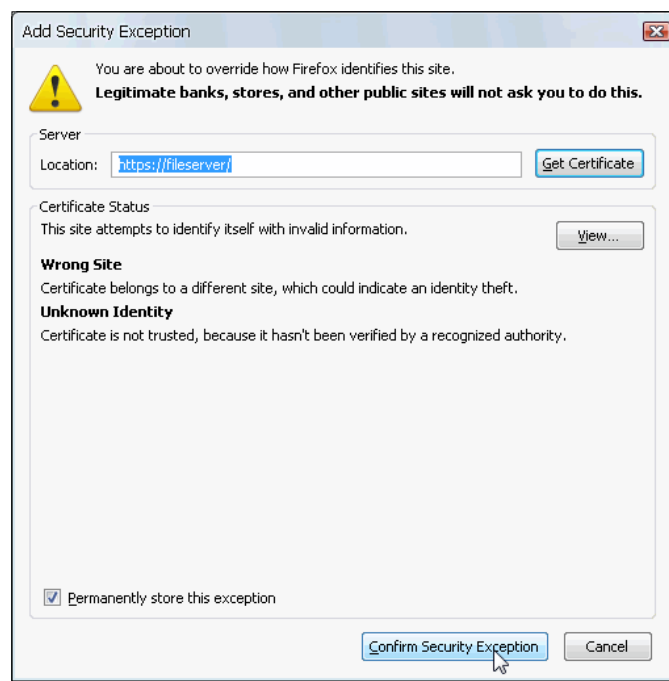 Add Security Exception
You are about to override how Firefox identifies this site.
Legitimate banks, stores, and other public sites will not ask you to do this.
Server
Location: https://fileserver/ Get Certificate
Certificate Status
This site attempts to identify itself with invalid information.
View...
Wrong Site
Certificate belongs to a different site, which could indicate an identity theft.
Unknown Identity
Certificate is not trusted, because it hasn't been verified by a recognized authority.
Permanently store this exception
Confirm Security Exception Cancel